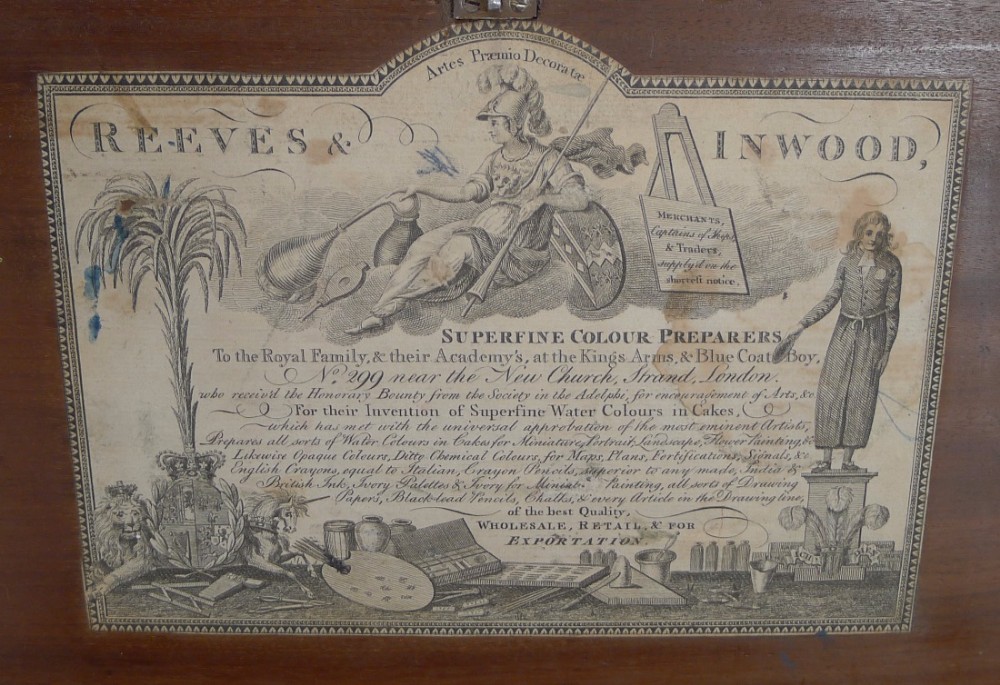 Artes Præmio Decoratæ
REEVES & INWOOD,
MERCHANTS,
Captains of Ships
& Traders,
supply'd on the
shortest notice.
SUPERFINE COLOUR PREPARERS
To the Royal Family, & their Academy's, at the Kings Arms, & Blue Coat Boy,
No. 299 near the New Church, Strand, London.
who receiv'd the Honorary Bounty from the Society in the Adelphi, for encouragement of Arts, &c
For their Invention of Superfine Water Colours in Cakes,
which has met with the universal approbation of the most eminent Artists,
Prepares all sorts of Water Colours in Cakes for Miniature, Portrait, Landscape, Flower Painting, &c
Likewise Opaque Colours, Ditto Chemical Colours, for Maps, Plans, Fortifications, Signals, &c
English Crayons, equal to Italian, Crayon Pencils, superior to any made, India &
British Ink, Ivory Palettes & Ivory for Painting, all sorts of Drawing
Papers, Black-lead Pencils, Chalks, & every Article in the Drawing line,
of the best Quality,
WHOLESALE, RETAIL, & FOR
EXPORTATION